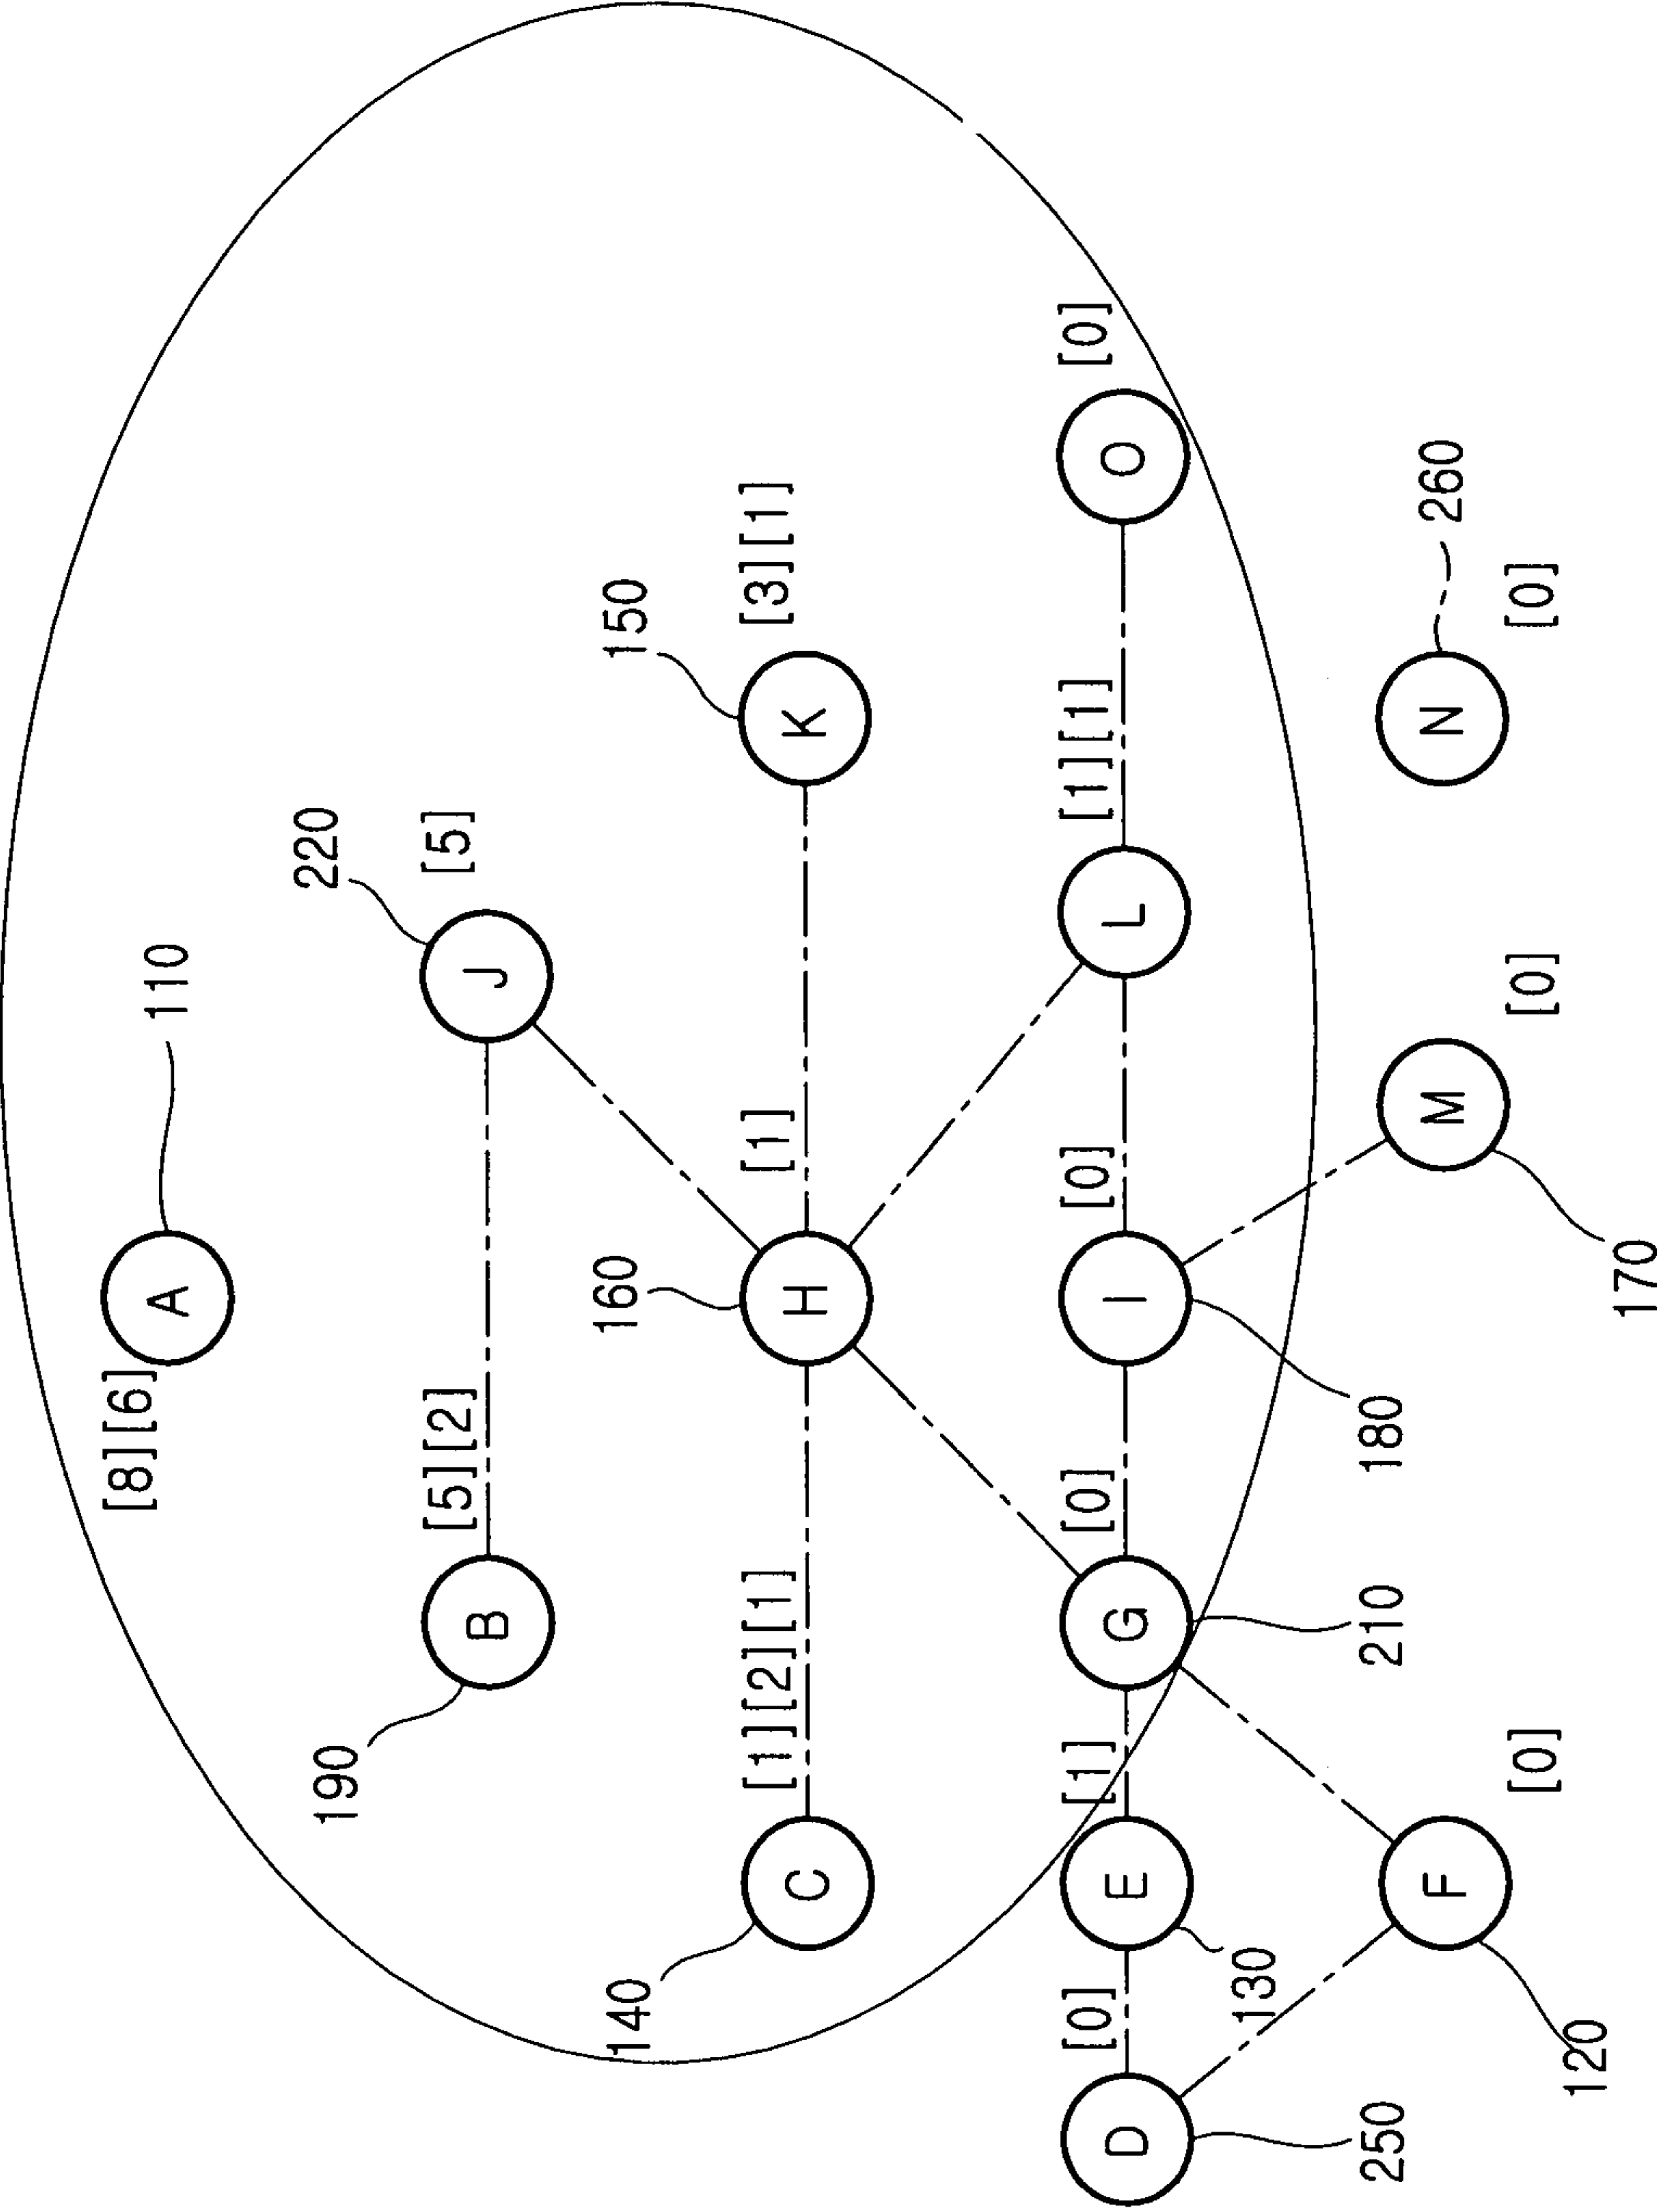 [8][6] A 110
190 220
B [5][2] J [5]
140 160 150
C [1][2][1] H [1] K [3][1]
D [0] E [1] G [0] I [0] L [1][1] O [0]
130
250 210 180
F M N 260
[0] [0] [0]
120
170